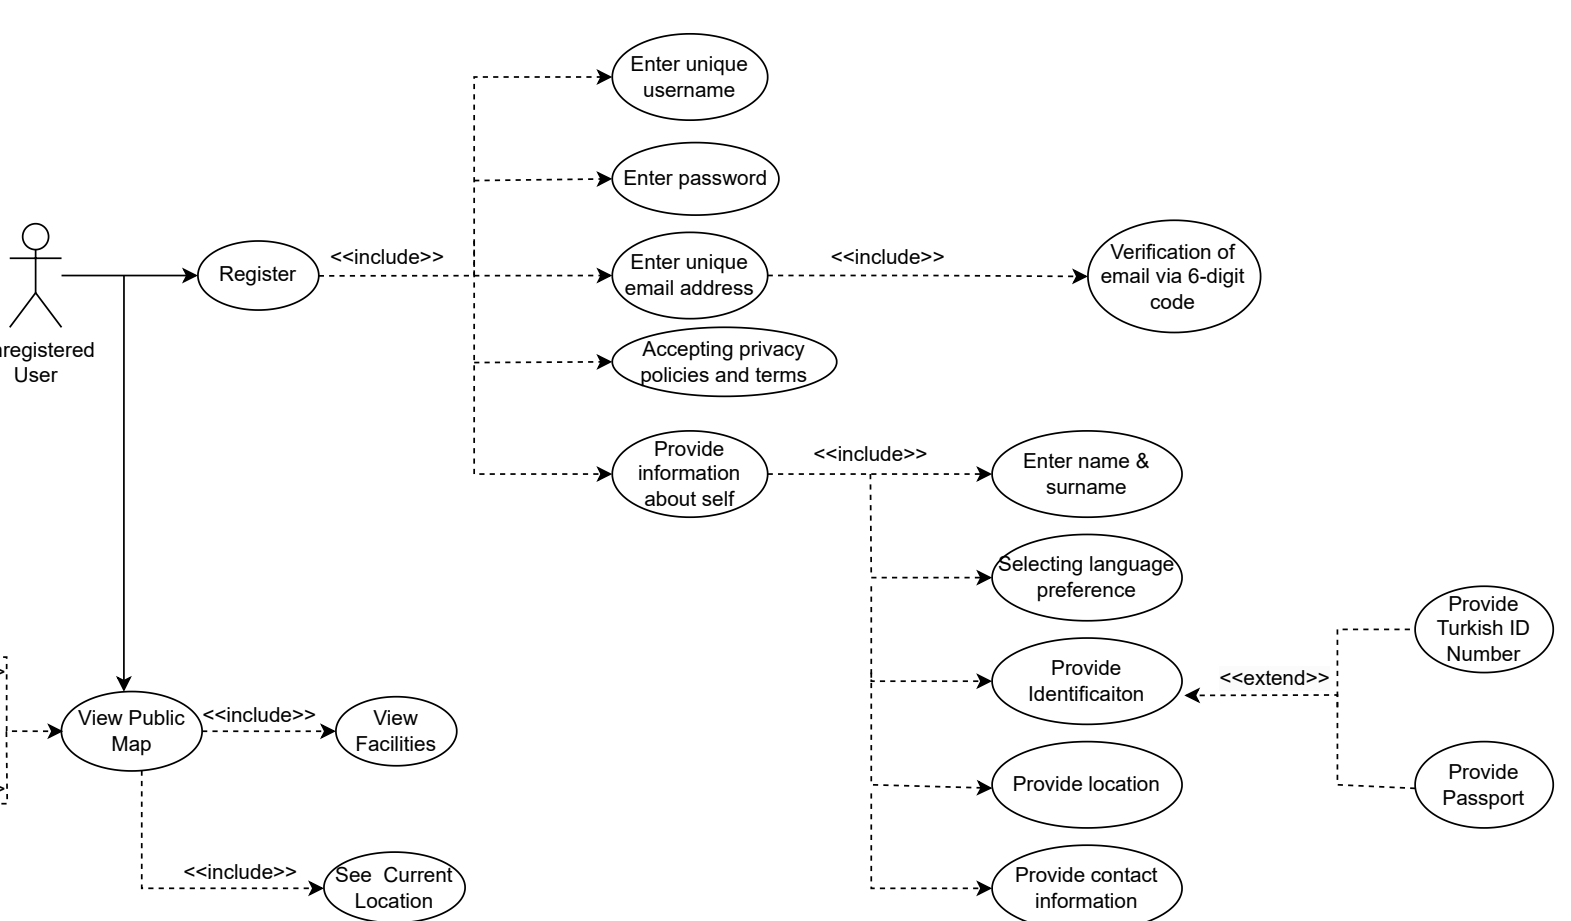 Enter unique
username
Enter password
<<include>>
Register
Enter unique
email address
<<include>>
Verification of
email via 6-digit
code
nregistered
User
Accepting privacy
policies and terms
Provide
information
about self
<<include>>
Enter name &
surname
Selecting language
preference
Provide
Identificaiton
<<extend>>
Provide
Turkish ID
Number
View Public
Map
<<include>>
View
Facilities
Provide location
Provide
Passport
<<include>>
See  Current
Location
Provide contact
information